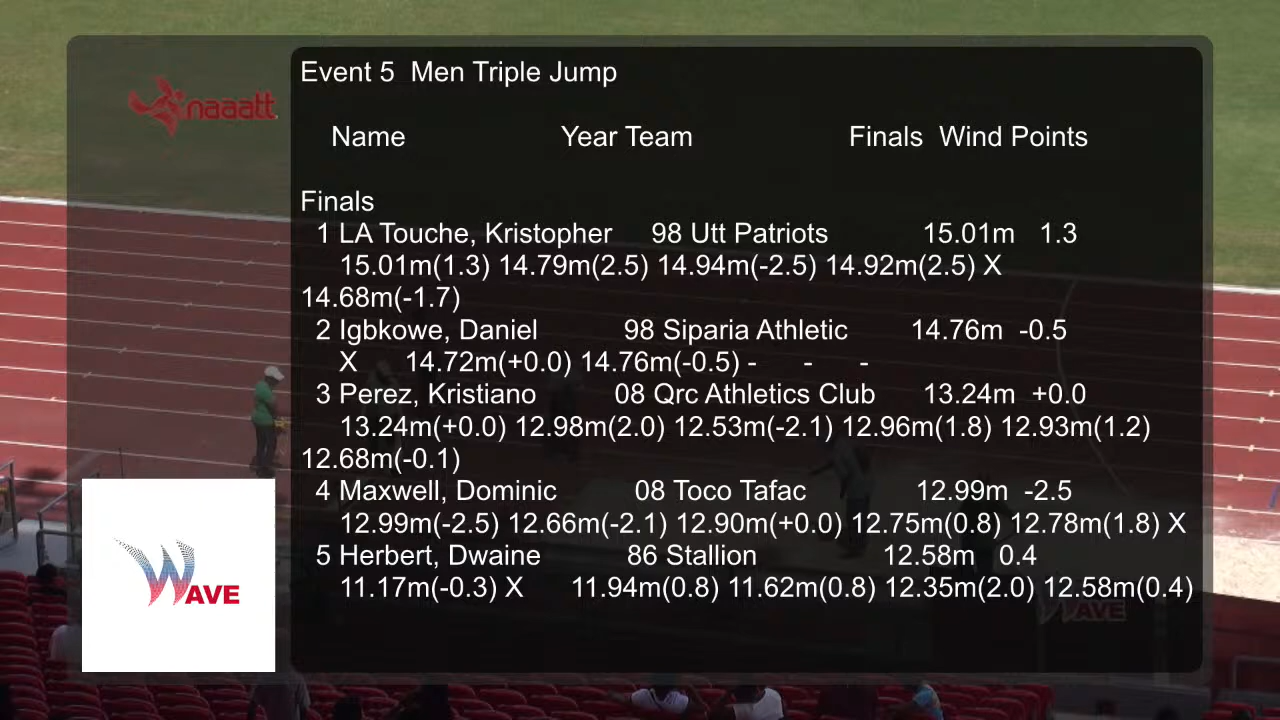 naaatt
Event 5 Men Triple Jump
Name Year Team Finals Wind Points
Finals
1 LA Touche, Kristopher 98 Utt Patriots 15.01m 1.3
15.01m(1.3) 14.79m(2.5) 14.94m(-2.5) 14.92m(2.5) X
14.68m(-1.7)
2 Igbkowe, Daniel 98 Siparia Athletic 14.76m -0.5
X 14.72m(+0.0) 14.76m(-0.5) - - -
3 Perez, Kristiano 08 Qrc Athletics Club 13.24m +0.0
13.24m(+0.0) 12.98m(2.0) 12.53m(-2.1) 12.96m(1.8) 12.93m(1.2)
12.68m(-0.1)
4 Maxwell, Dominic 08 Toco Tafac 12.99m -2.5
12.99m(-2.5) 12.66m(-2.1) 12.90m(+0.0) 12.75m(0.8) 12.78m(1.8) X
5 Herbert, Dwaine 86 Stallion 12.58m 0.4
11.17m(-0.3) X 11.94m(0.8) 11.62m(0.8) 12.35m(2.0) 12.58m(0.4)
WAVE
WAVE